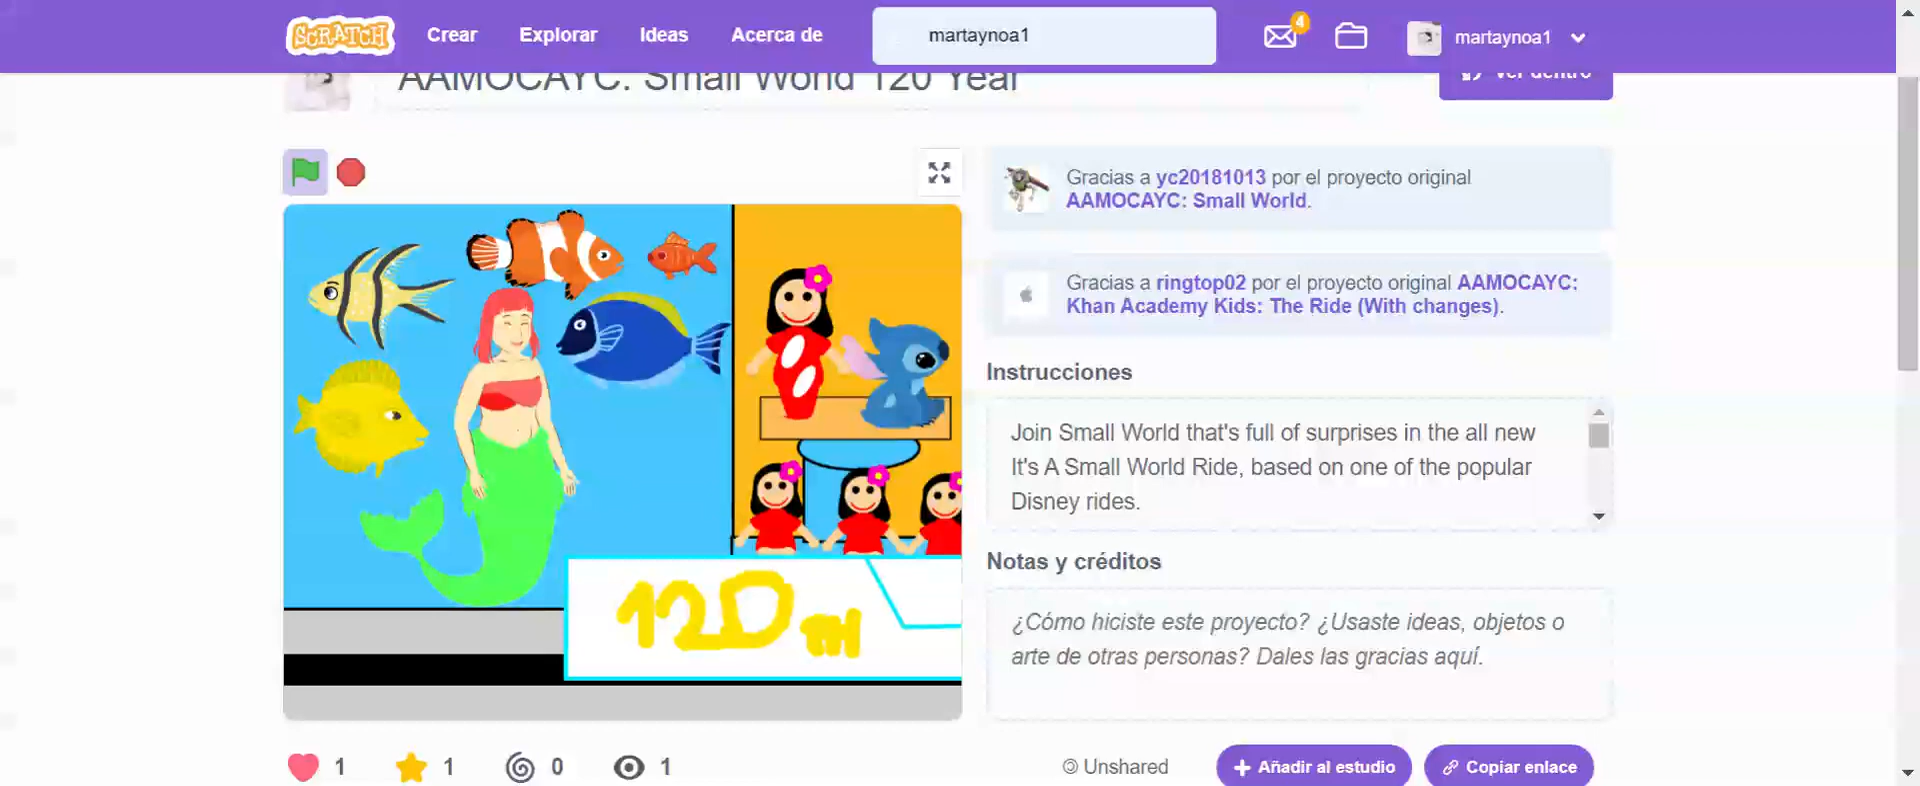 SCRATCH
Crear
Explorar
Ideas
Acerca de
martaynoa1
4
martaynoa1
AAMOCAYC: Small World 120 Year
Ver dentro
Gracias a yc20181013 por el proyecto original
AAMOCAYC: Small World.
Gracias a ringtop02 por el proyecto original AAMOCAYC:
Khan Academy Kids: The Ride (With changes).
Instrucciones
Join Small World that's full of surprises in the all new
It's A Small World Ride, based on one of the popular
Disney rides.
Notas y créditos
¿Cómo hiciste este proyecto? ¿Usaste ideas, objetos o
arte de otras personas? Dales las gracias aquí.
120
1
1
0
1
Unshared
Añadir al estudio
Copiar enlace